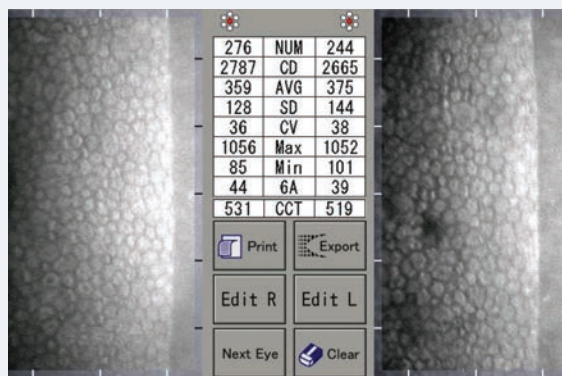 276 NUM 244
2787 CD 2665
359 AVG 375
128 SD 144
36 CV 38
1056 Max 1052
85 Min 101
44 6A 39
531 CCT 519
Print Export
Edit R Edit L
Next Eye Clear